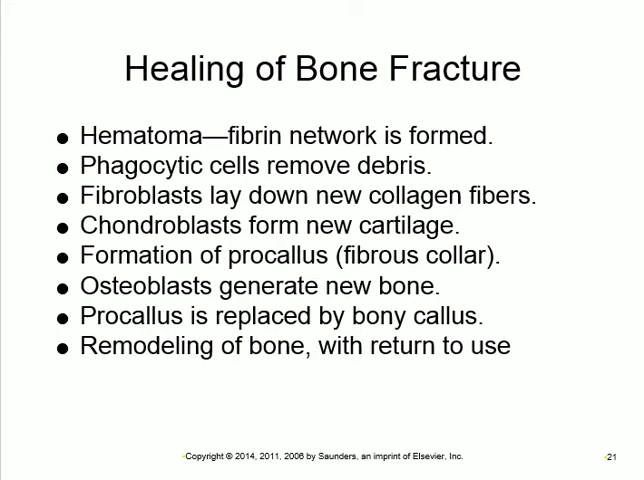 Healing of Bone Fracture
● Hematoma—fibrin network is formed.
● Phagocytic cells remove debris.
● Fibroblasts lay down new collagen fibers.
● Chondroblasts form new cartilage.
● Formation of procallus (fibrous collar).
● Osteoblasts generate new bone.
● Procallus is replaced by bony callus.
● Remodeling of bone, with return to use
Copyright © 2014, 2011, 2006 by Saunders, an imprint of Elsevier, Inc.
21